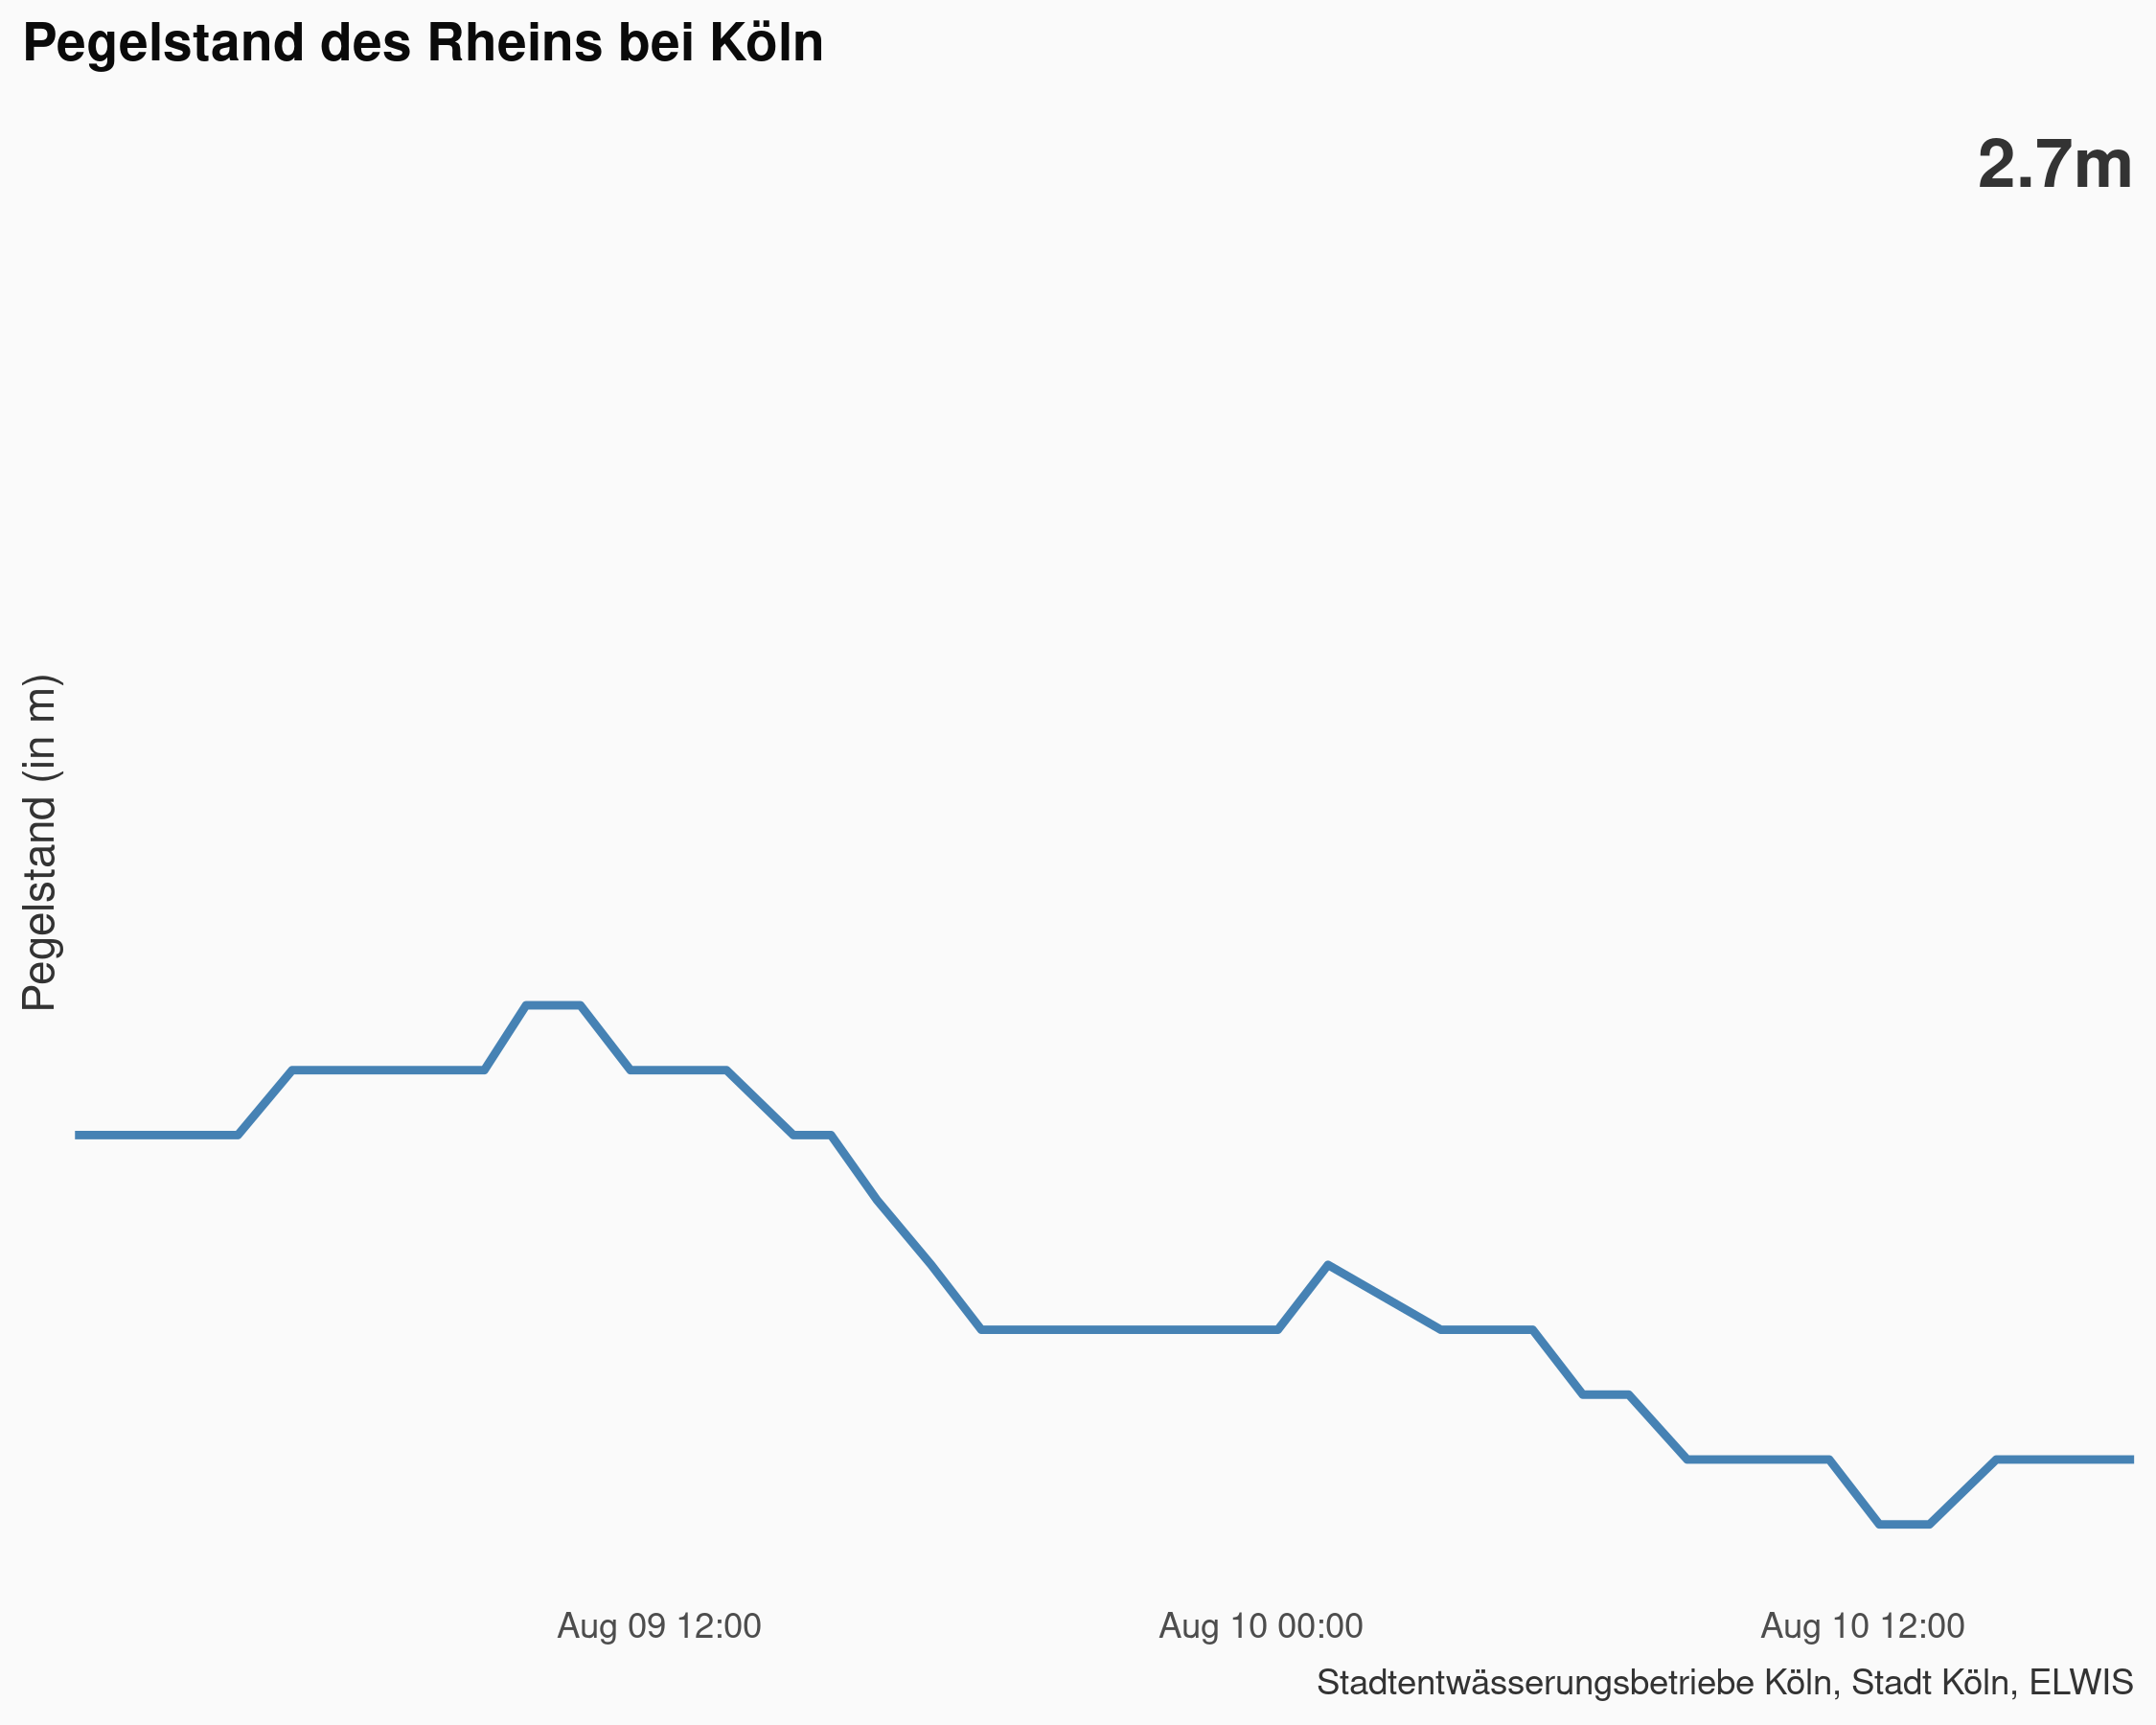 Pegelstand des Rheins bei Köln
2.7m
Pegelstand (in m)
Aug 09 12:00
Aug 10 00:00
Aug 10 12:00
Stadtentwässerungsbetriebe Köln, Stadt Köln, ELWIS